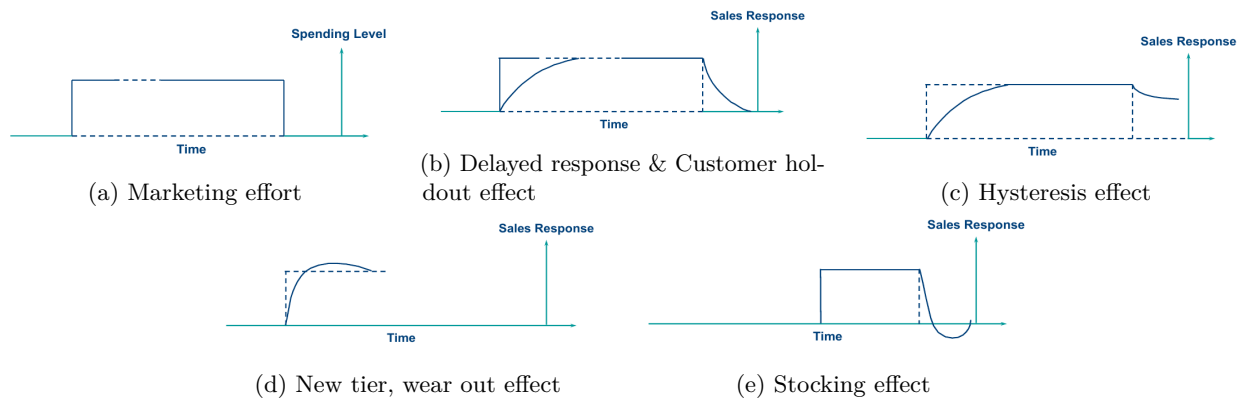 Spending Level
Time
(a) Marketing effort
Sales Response
Time
(b) Delayed response & Customer hol-
dout effect
Sales Response
Time
(c) Hysteresis effect
Sales Response
Time
(d) New tier, wear out effect
Sales Response
Time
(e) Stocking effect